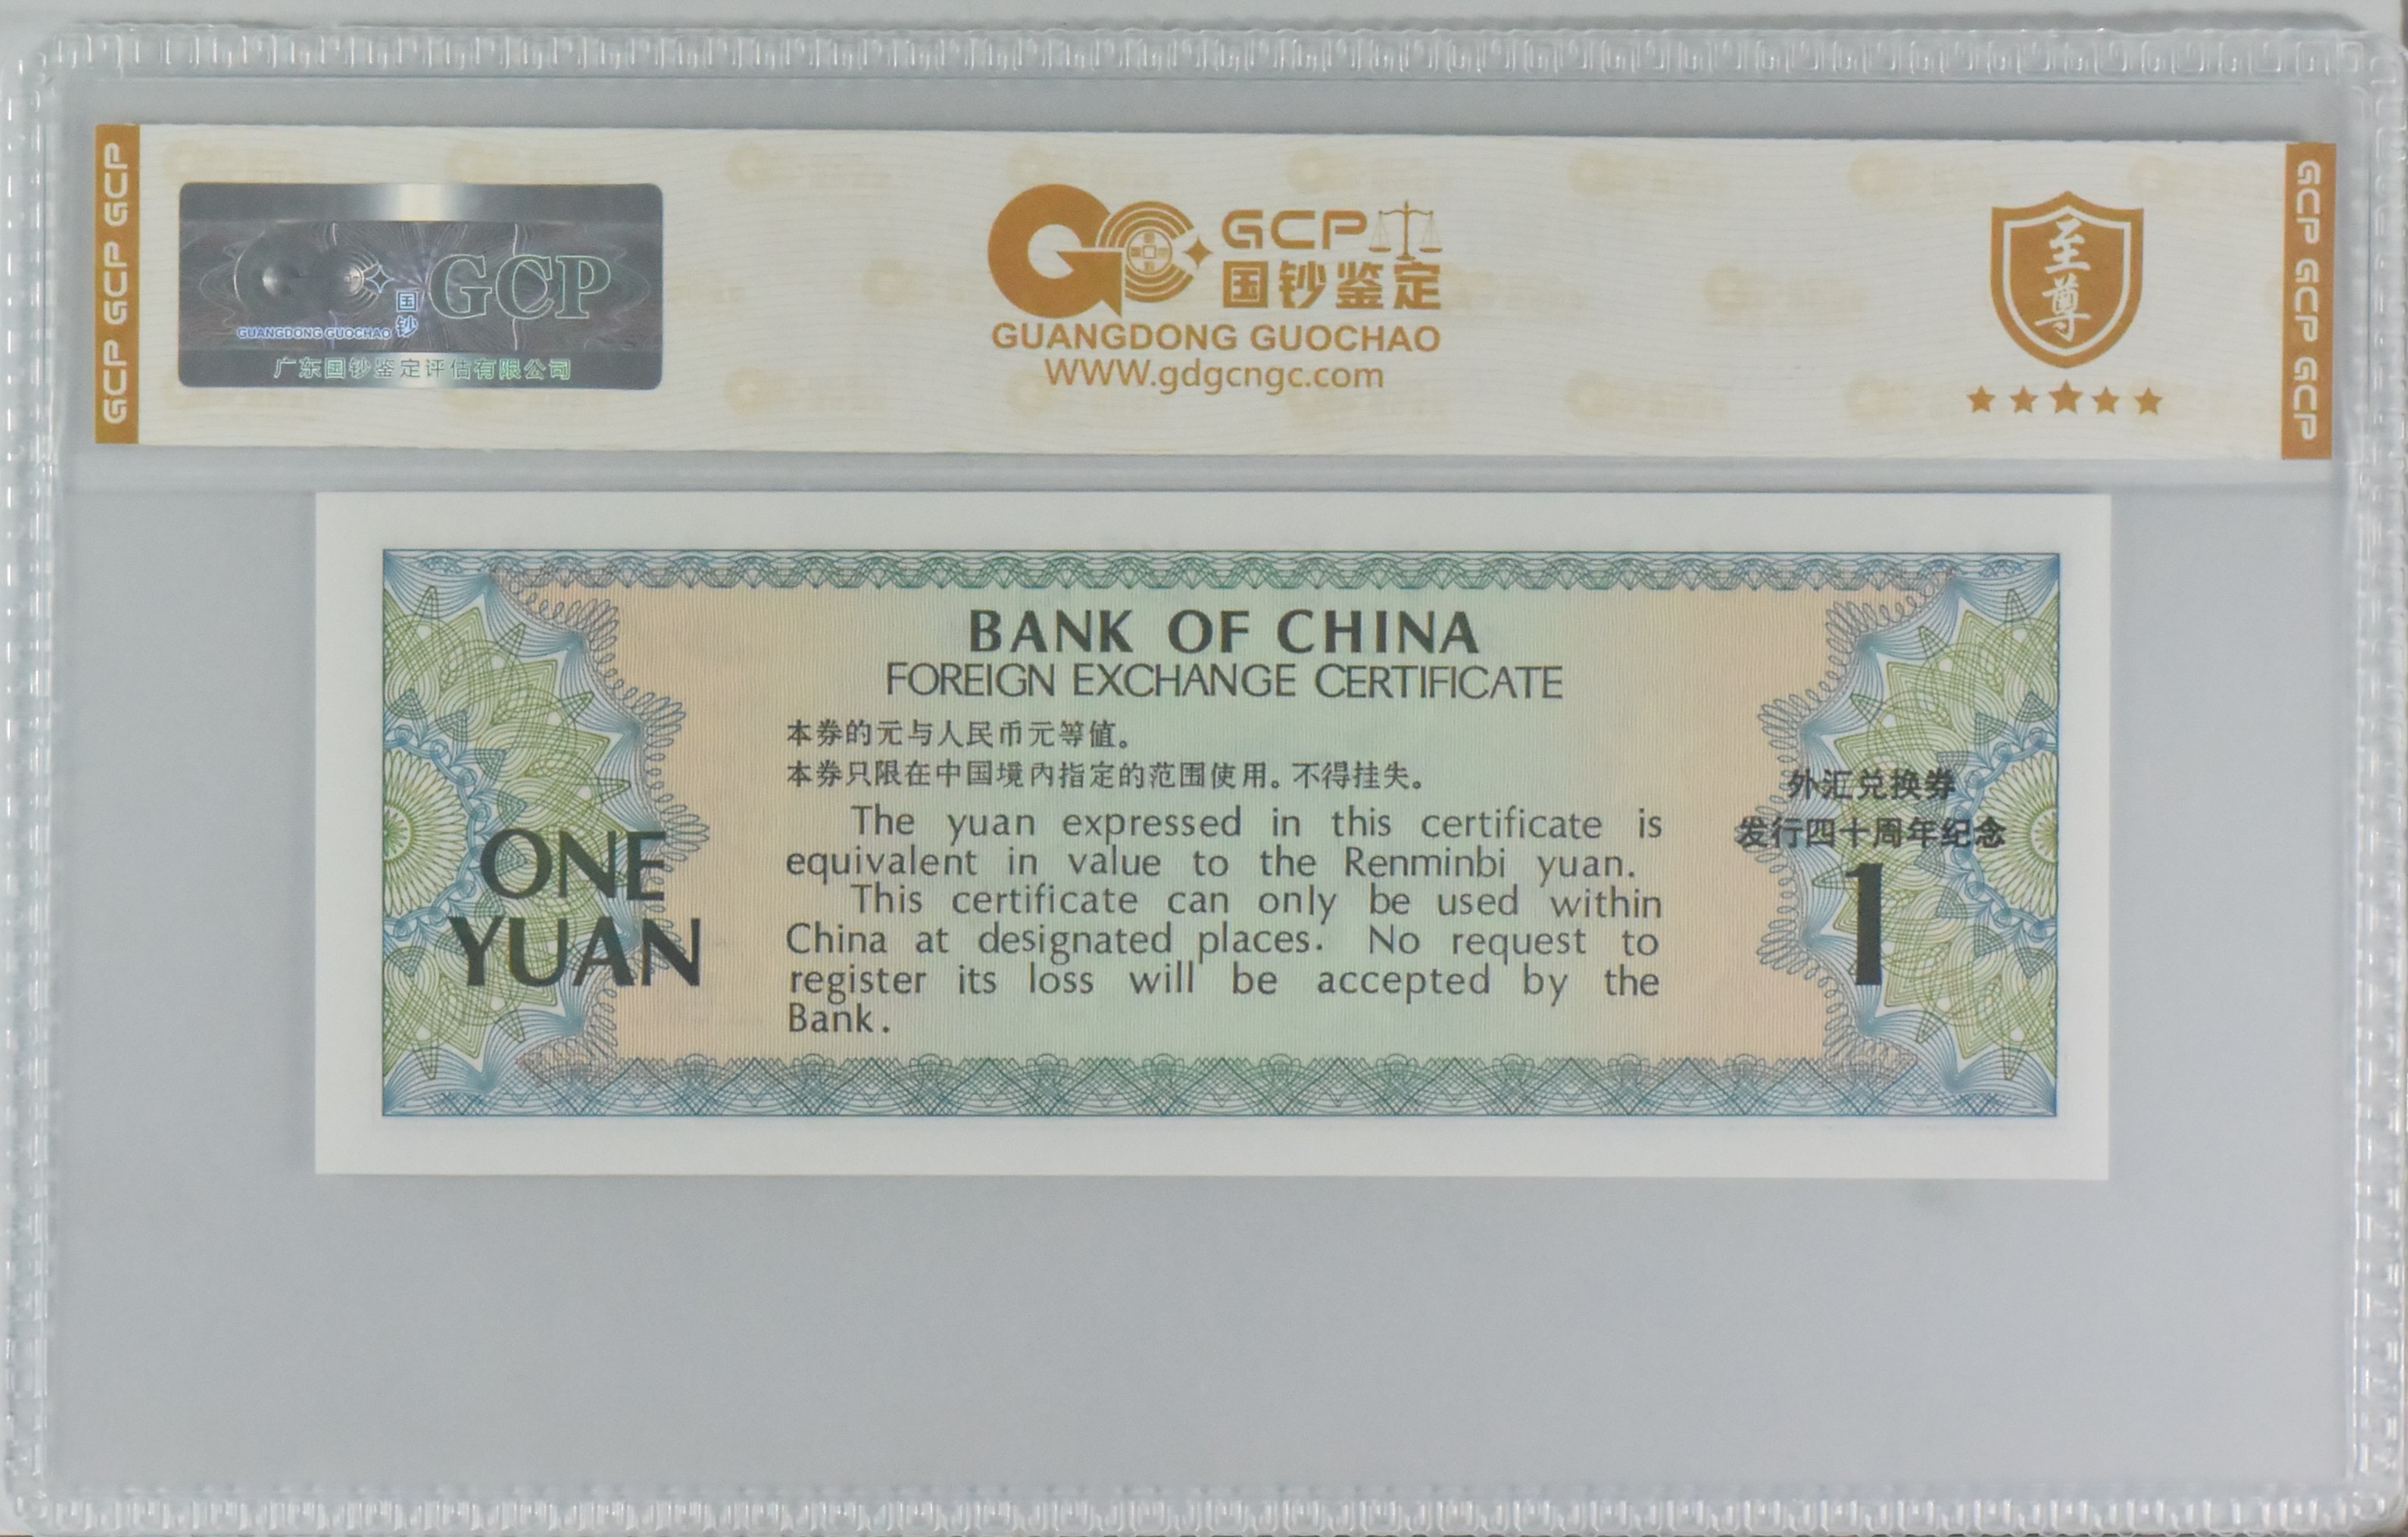 GCP GCP GCP
国钞 GCP
GUANGDONG GUOCHAO
广东国钞鉴定评估有限公司
GCP
国钞鉴定
GUANGDONG GUOCHAO
WWW.gdgcngc.com
至尊
GCP GCP GCP
BANK OF CHINA
FOREIGN EXCHANGE CERTIFICATE
本券的元与人民币元等值。
本券只限在中国境内指定的范围使用。不得挂失。
The yuan expressed in this certificate is
equivalent in value to the Renminbi yuan.
This certificate can only be used within
China at designated places. No request to
register its loss will be accepted by the
Bank.
ONE
YUAN
外汇兑换券
发行四十周年纪念
1